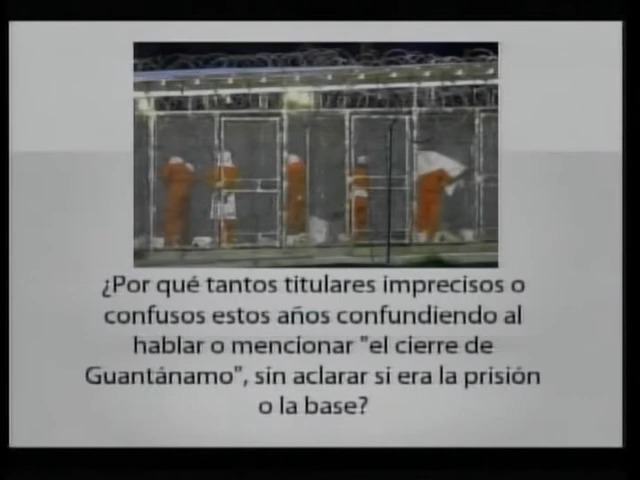 ¿Por qué tantos titulares imprecisos o
confusos estos años confundiendo al
hablar o mencionar "el cierre de
Guantánamo", sin aclarar si era la prisión
o la base?